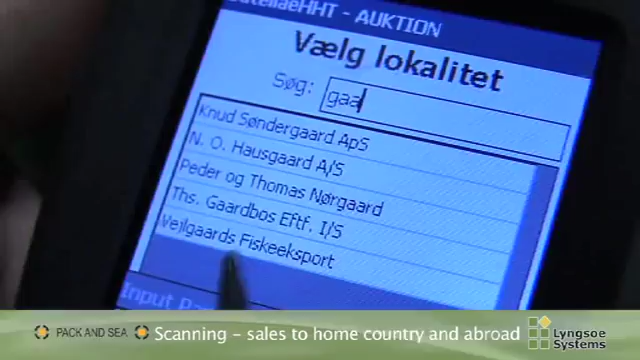 - AUKTION
Vælg lokalitet
Søg: gaa
Knud Søndergaard ApS
N. O. Hausgaard A/S
Peder og Thomas Nørgaard
Ths. Gaardbos Eftf. I/S
Vejlgaards Fiskeeksport
Input
PACK AND SEA
Scanning – sales to home country and abroad
Lyngsoe
Systems